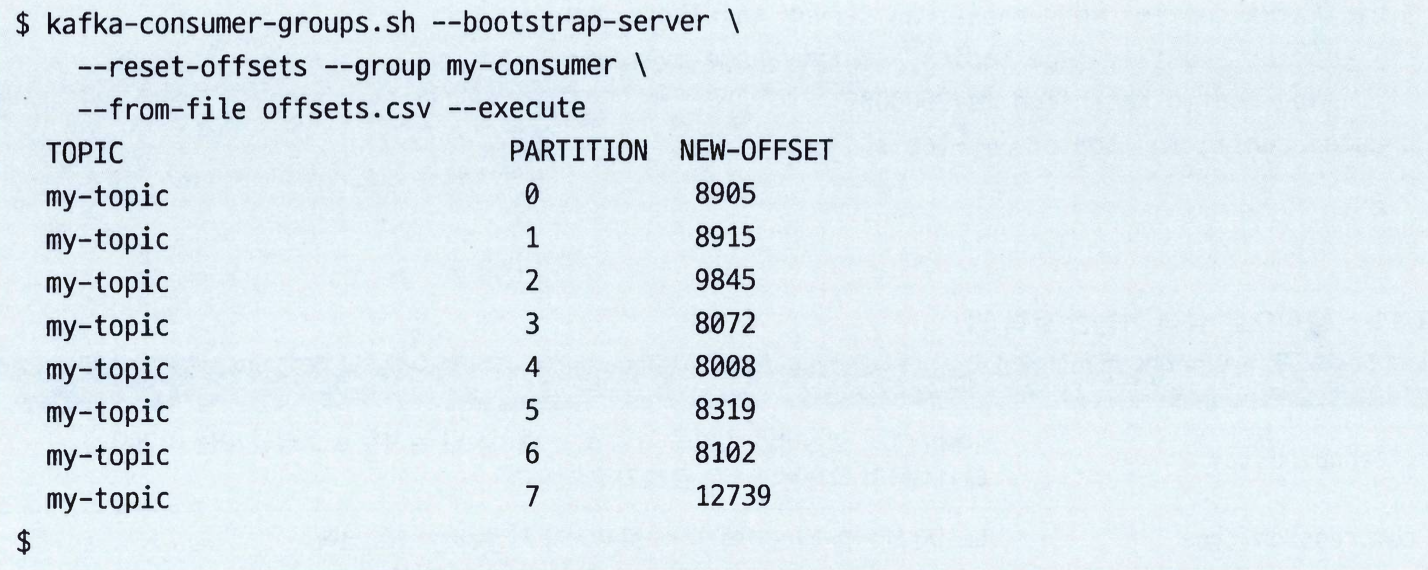 $ kafka-consumer-groups.sh --bootstrap-server \
--reset-offsets --group my-consumer \
--from-file offsets.csv --execute
TOPIC PARTITION NEW-OFFSET
my-topic 0 8905
my-topic 1 8915
my-topic 2 9845
my-topic 3 8072
my-topic 4 8008
my-topic 5 8319
my-topic 6 8102
my-topic 7 12739
$